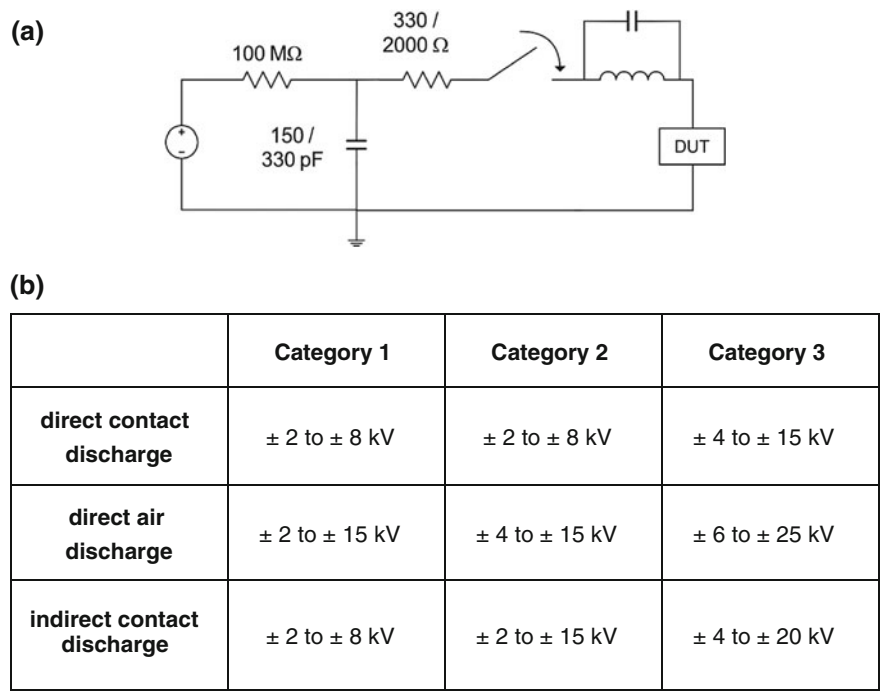 (a)
100 MΩ
330 /
2000 Ω
150 /
330 pF
+
-
DUT
(b)
Category 1 Category 2 Category 3
direct contact
discharge
± 2 to ± 8 kV ± 2 to ± 8 kV ± 4 to ± 15 kV
direct air
discharge
± 2 to ± 15 kV ± 4 to ± 15 kV ± 6 to ± 25 kV
indirect contact
discharge
± 2 to ± 8 kV ± 2 to ± 15 kV ± 4 to ± 20 kV